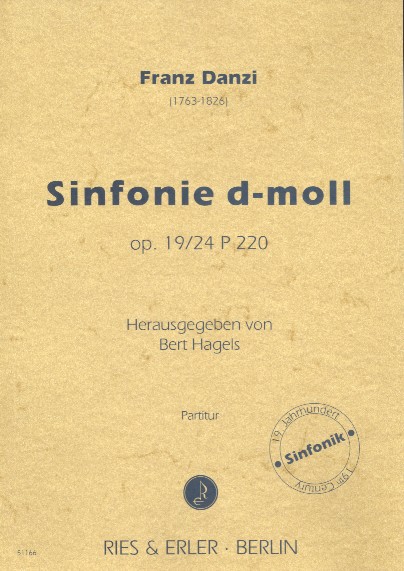 Franz Danzi
(1763-1826)
Sinfonie d-moll
op. 19/24 P 220
Herausgegeben von
Bert Hagels
Partitur
19. Jahrhundert
Sinfonik
19th Century
51166
RIES & ERLER · BERLIN